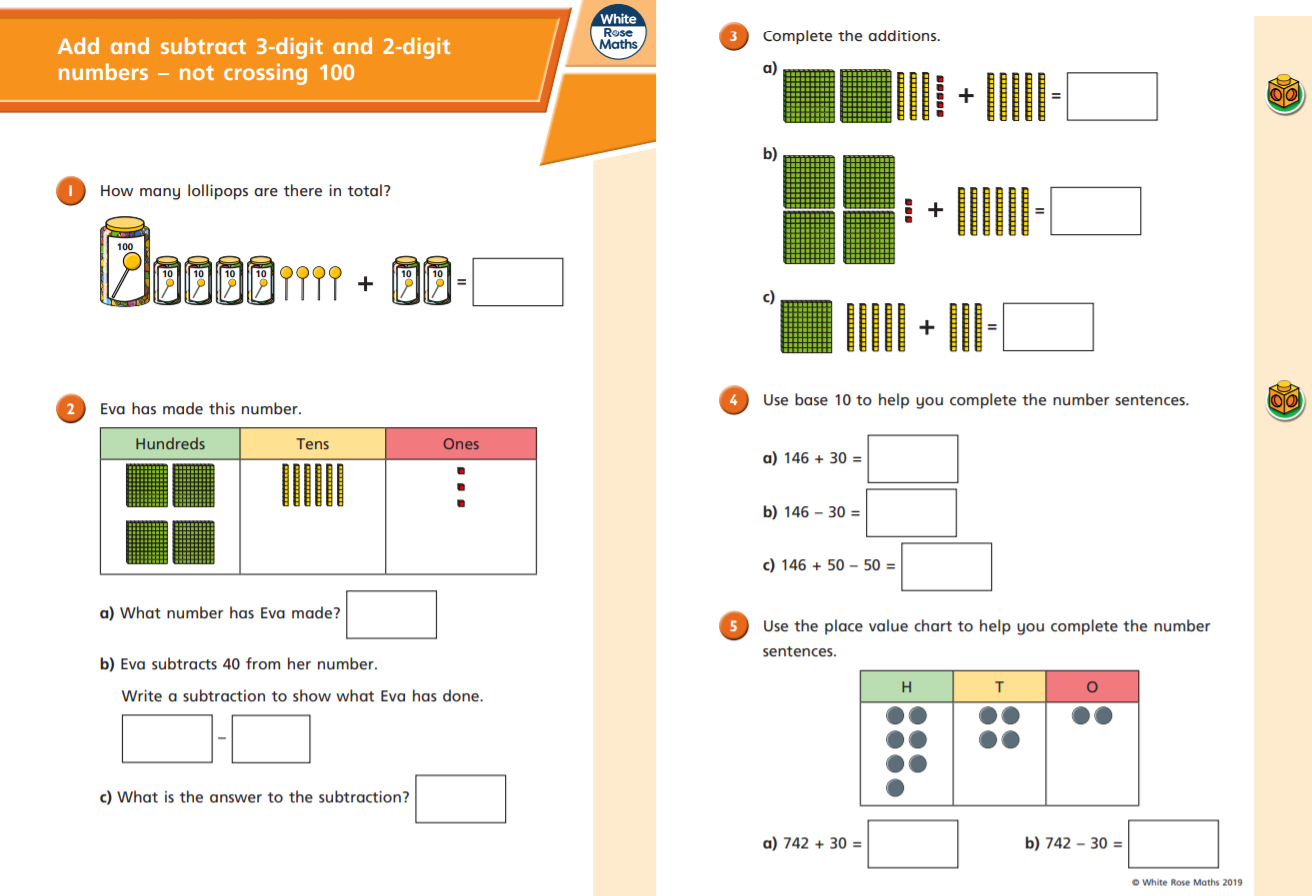 Add and subtract 3-digit and 2-digit
numbers – not crossing 100
White
Rose
Maths
1 How many lollipops are there in total?
100 10 10 10 10 + 10 10 =
2 Eva has made this number.
Hundreds Tens Ones
a) What number has Eva made?
b) Eva subtracts 40 from her number.
Write a subtraction to show what Eva has done.
–
c) What is the answer to the subtraction?
3 Complete the additions.
a) + =
b) + =
c) + =
4 Use base 10 to help you complete the number sentences.
a) 146 + 30 =
b) 146 – 30 =
c) 146 + 50 – 50 =
5 Use the place value chart to help you complete the number
sentences.
H T O
a) 742 + 30 = b) 742 – 30 =
© White Rose Maths 2019